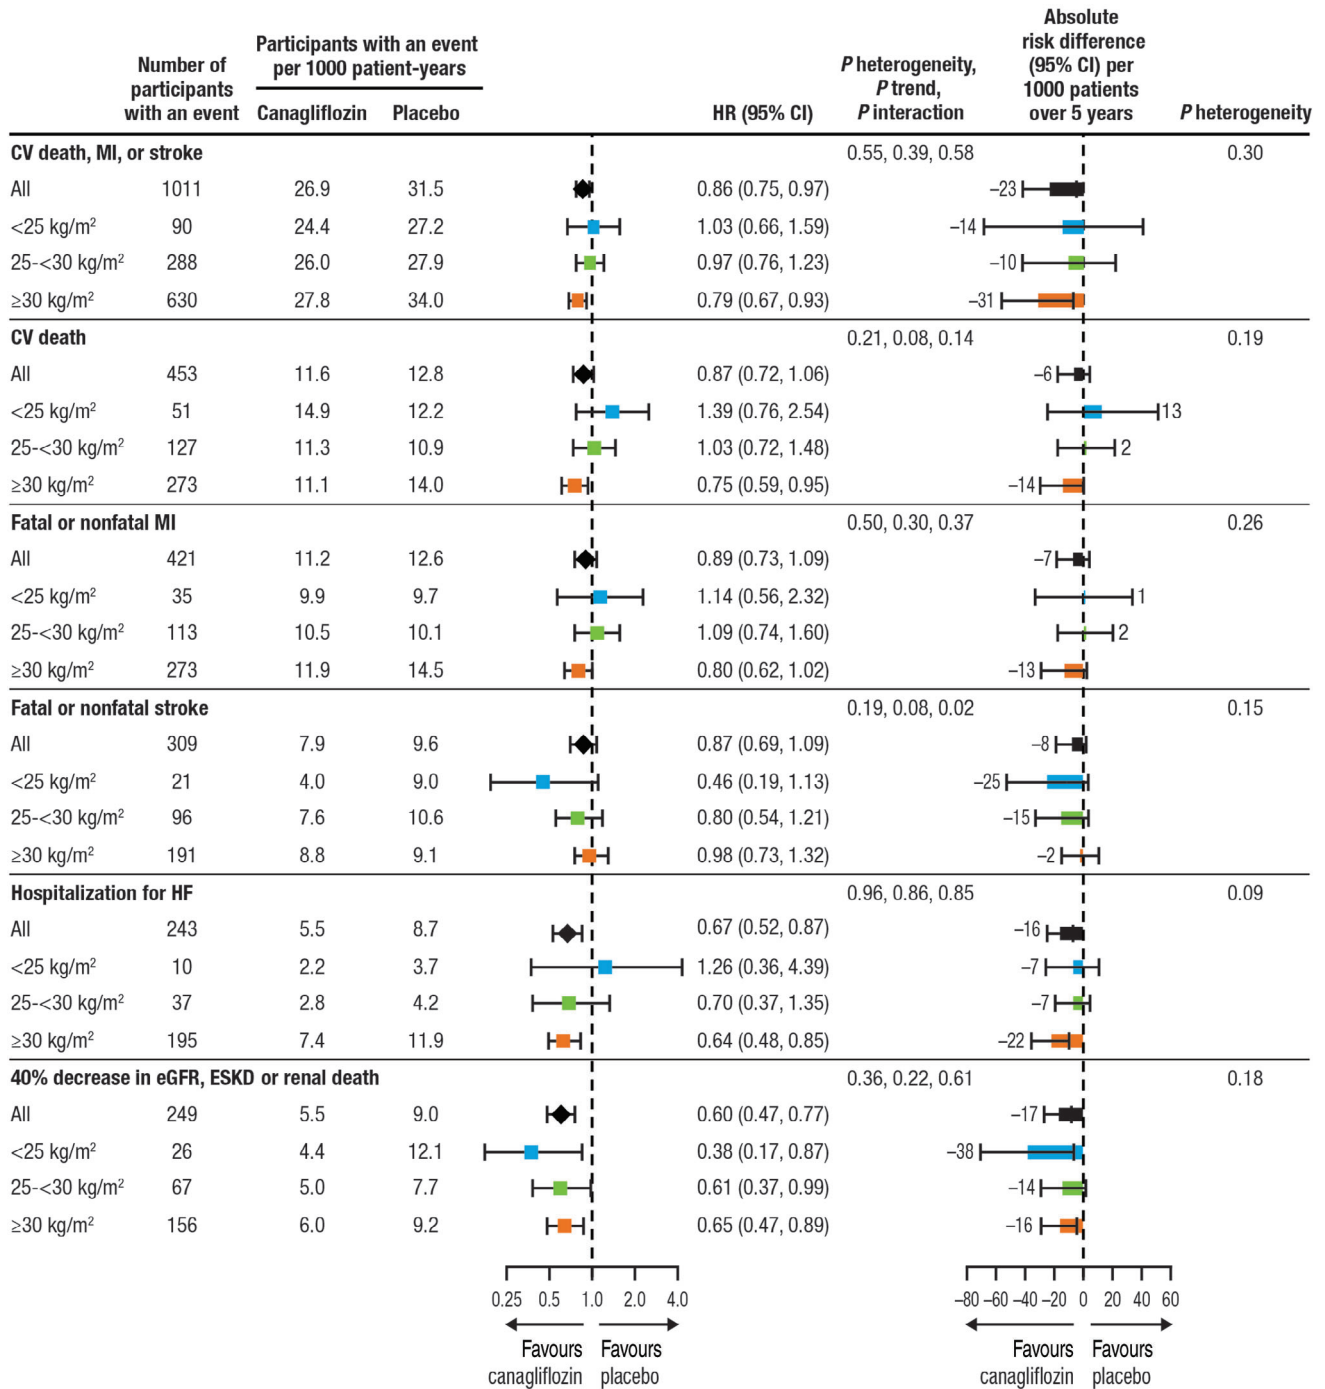 Number of participants with an event
Participants with an event per 1000 patient-years
Canagliflozin Placebo
HR (95% CI)
P heterogeneity, P trend, P interaction
Absolute risk difference (95% CI) per 1000 patients over 5 years
P heterogeneity
CV death, MI, or stroke 0.55, 0.39, 0.58 0.30
All 1011 26.9 31.5 0.86 (0.75, 0.97) –23
<25 kg/m² 90 24.4 27.2 1.03 (0.66, 1.59) –14
25-<30 kg/m² 288 26.0 27.9 0.97 (0.76, 1.23) –10
≥30 kg/m² 630 27.8 34.0 0.79 (0.67, 0.93) –31
CV death 0.21, 0.08, 0.14 0.19
All 453 11.6 12.8 0.87 (0.72, 1.06) –6
<25 kg/m² 51 14.9 12.2 1.39 (0.76, 2.54) 13
25-<30 kg/m² 127 11.3 10.9 1.03 (0.72, 1.48) 2
≥30 kg/m² 273 11.1 14.0 0.75 (0.59, 0.95) –14
Fatal or nonfatal MI 0.50, 0.30, 0.37 0.26
All 421 11.2 12.6 0.89 (0.73, 1.09) –7
<25 kg/m² 35 9.9 9.7 1.14 (0.56, 2.32) 1
25-<30 kg/m² 113 10.5 10.1 1.09 (0.74, 1.60) 2
≥30 kg/m² 273 11.9 14.5 0.80 (0.62, 1.02) –13
Fatal or nonfatal stroke 0.19, 0.08, 0.02 0.15
All 309 7.9 9.6 0.87 (0.69, 1.09) –8
<25 kg/m² 21 4.0 9.0 0.46 (0.19, 1.13) –25
25-<30 kg/m² 96 7.6 10.6 0.80 (0.54, 1.21) –15
≥30 kg/m² 191 8.8 9.1 0.98 (0.73, 1.32) –2
Hospitalization for HF 0.96, 0.86, 0.85 0.09
All 243 5.5 8.7 0.67 (0.52, 0.87) –16
<25 kg/m² 10 2.2 3.7 1.26 (0.36, 4.39) –7
25-<30 kg/m² 37 2.8 4.2 0.70 (0.37, 1.35) –7
≥30 kg/m² 195 7.4 11.9 0.64 (0.48, 0.85) –22
40% decrease in eGFR, ESKD or renal death 0.36, 0.22, 0.61 0.18
All 249 5.5 9.0 0.60 (0.47, 0.77) –17
<25 kg/m² 26 4.4 12.1 0.38 (0.17, 0.87) –38
25-<30 kg/m² 67 5.0 7.7 0.61 (0.37, 0.99) –14
≥30 kg/m² 156 6.0 9.2 0.65 (0.47, 0.89) –16
0.25 0.5 1.0 2.0 4.0 –80 –60 –40 –20 0 20 40 60
Favours Favours Favours Favours
canagliflozin placebo canagliflozin placebo